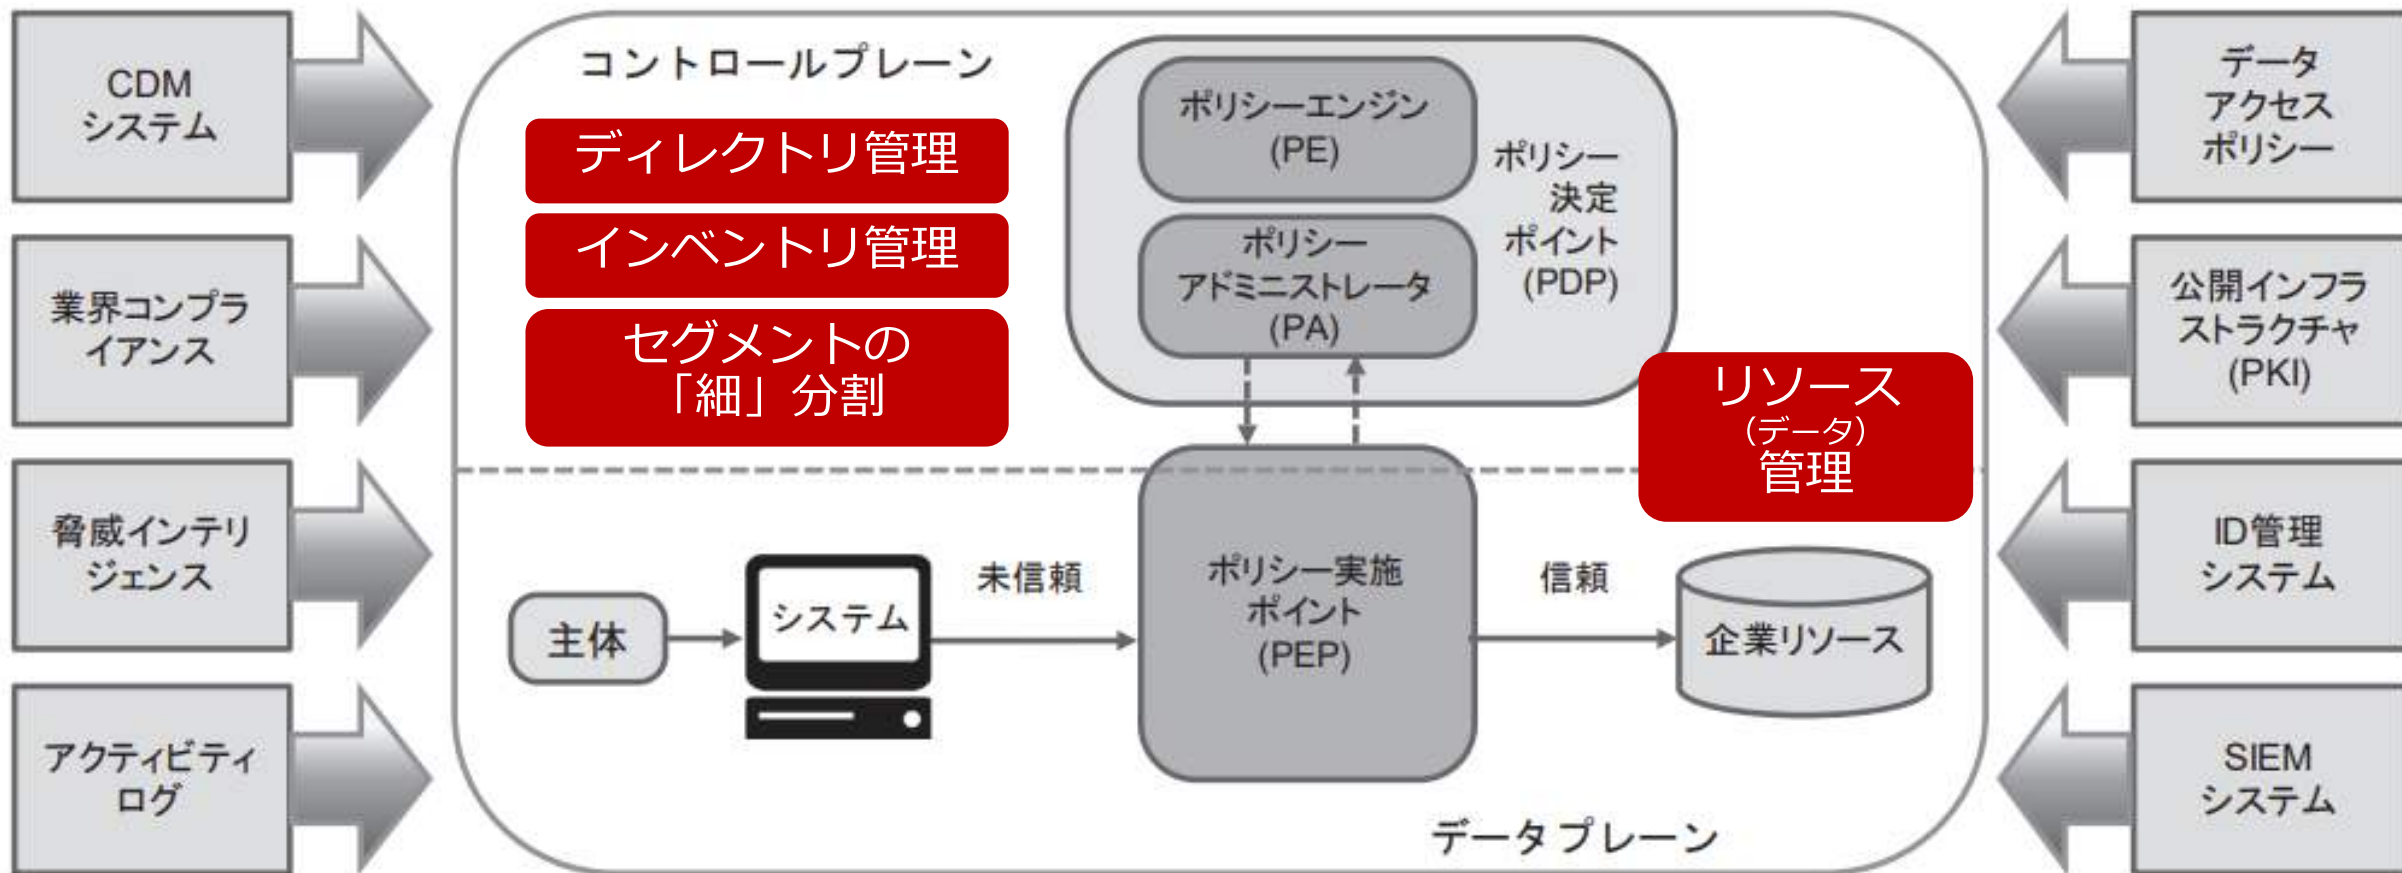 CDM
システム
業界コンプラ
イアンス
脅威インテリ
ジェンス
アクティビティ
ログ
コントロールプレーン
ディレクトリ管理
インベントリ管理
セグメントの
「細」分割
ポリシーエンジン
(PE)
ポリシー
アドミニストレータ
(PA)
ポリシー
決定
ポイント
(PDP)
リソース
（データ）
管理
主体
システム
未信頼
ポリシー実施
ポイント
(PEP)
信頼
企業リソース
データプレーン
データ
アクセス
ポリシー
公開インフラ
ストラクチャ
(PKI)
ID管理
システム
SIEM
システム